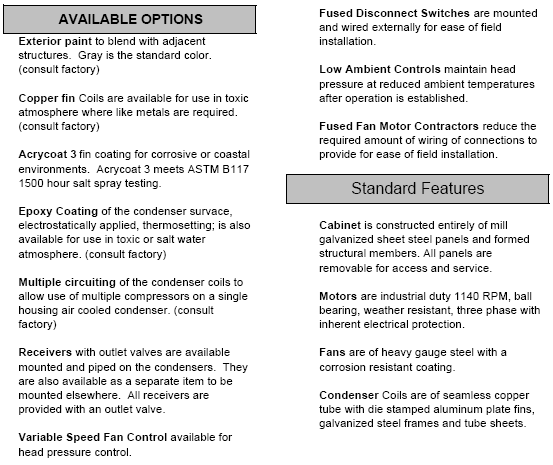 AVAILABLE OPTIONS
Exterior paint to blend with adjacent
structures.  Gray is the standard color.
(consult factory)
Copper fin Coils are available for use in toxic
atmosphere where like metals are required.
(consult factory)
Acrycoat 3 fin coating for corrosive or coastal
environments.  Acrycoat 3 meets ASTM B117
1500 hour salt spray testing.
Epoxy Coating of the condenser survace,
electrostatically applied, thermosetting; is also
available for use in toxic or salt water
atmosphere. (consult factory)
Multiple circuiting of the condenser coils to
allow use of multiple compressors on a single
housing air cooled condenser. (consult
factory)
Receivers with outlet valves are available
mounted and piped on the condensers.  They
are also available as a separate item to be
mounted elsewhere.  All receivers are
provided with an outlet valve.
Variable Speed Fan Control available for
head pressure control.
Fused Disconnect Switches are mounted
and wired externally for ease of field
installation.
Low Ambient Controls maintain head
pressure at reduced ambient temperatures
after operation is established.
Fused Fan Motor Contractors reduce the
required amount of wiring of connections to
provide for ease of field installation.
Standard Features
Cabinet is constructed entirely of mill
galvanized sheet steel panels and formed
structural members. All panels are
removable for access and service.
Motors are industrial duty 1140 RPM, ball
bearing, weather resistant, three phase with
inherent electrical protection.
Fans are of heavy gauge steel with a
corrosion resistant coating.
Condenser Coils are of seamless copper
tube with die stamped aluminum plate fins,
galvanized steel frames and tube sheets.